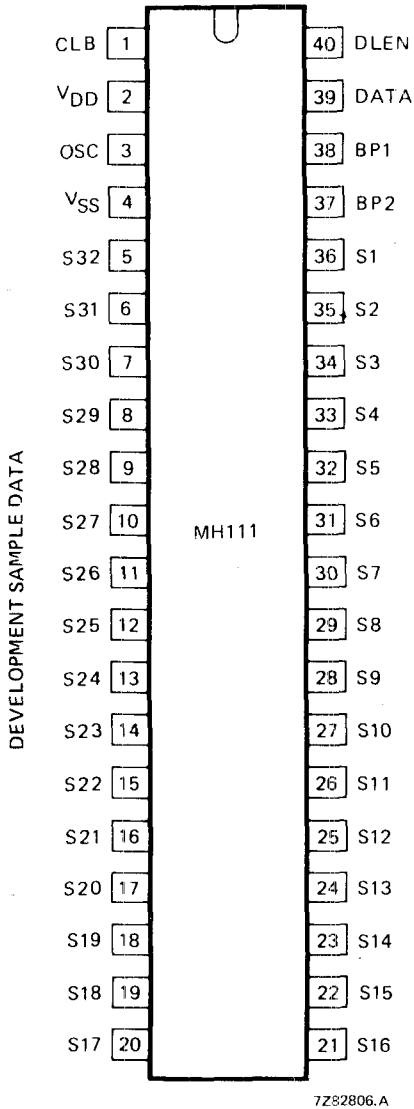 CLB 1 40 DLEN
VDD 2 39 DATA
OSC 3 38 BP1
VSS 4 37 BP2
S32 5 36 S1
S31 6 35 S2
S30 7 34 S3
S29 8 33 S4
S28 9 32 S5
S27 10 31 S6
MH111
S26 11 30 S7
S25 12 29 S8
S24 13 28 S9
S23 14 27 S10
S22 15 26 S11
S21 16 25 S12
S20 17 24 S13
S19 18 23 S14
S18 19 22 S15
S17 20 21 S16
DEVELOPMENT SAMPLE DATA
7Z82806.A